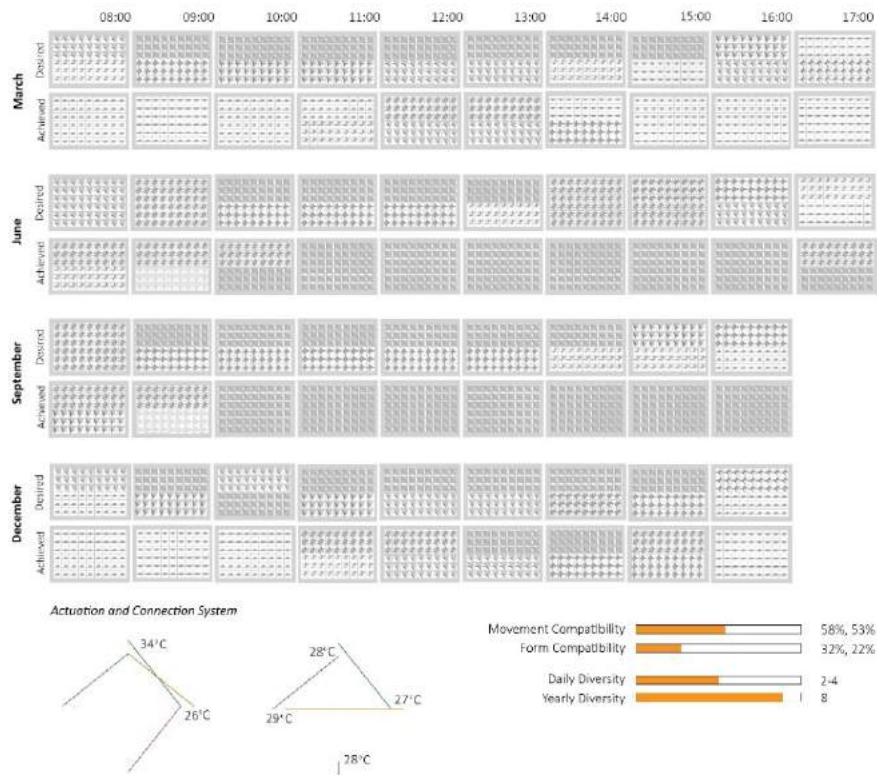 08:00 09:00 10:00 11:00 12:00 13:00 14:00 15:00 16:00 17:00
March
Desired
Achieved
June
Desired
Achieved
September
Desired
Achieved
December
Desired
Achieved
Actuation and Connection System
34°C
26°C
28°C
27°C
29°C
28°C
Movement Compatibility 58%, 53%
Form Compatibility 32%, 22%
Daily Diversity 2-4
Yearly Diversity 8